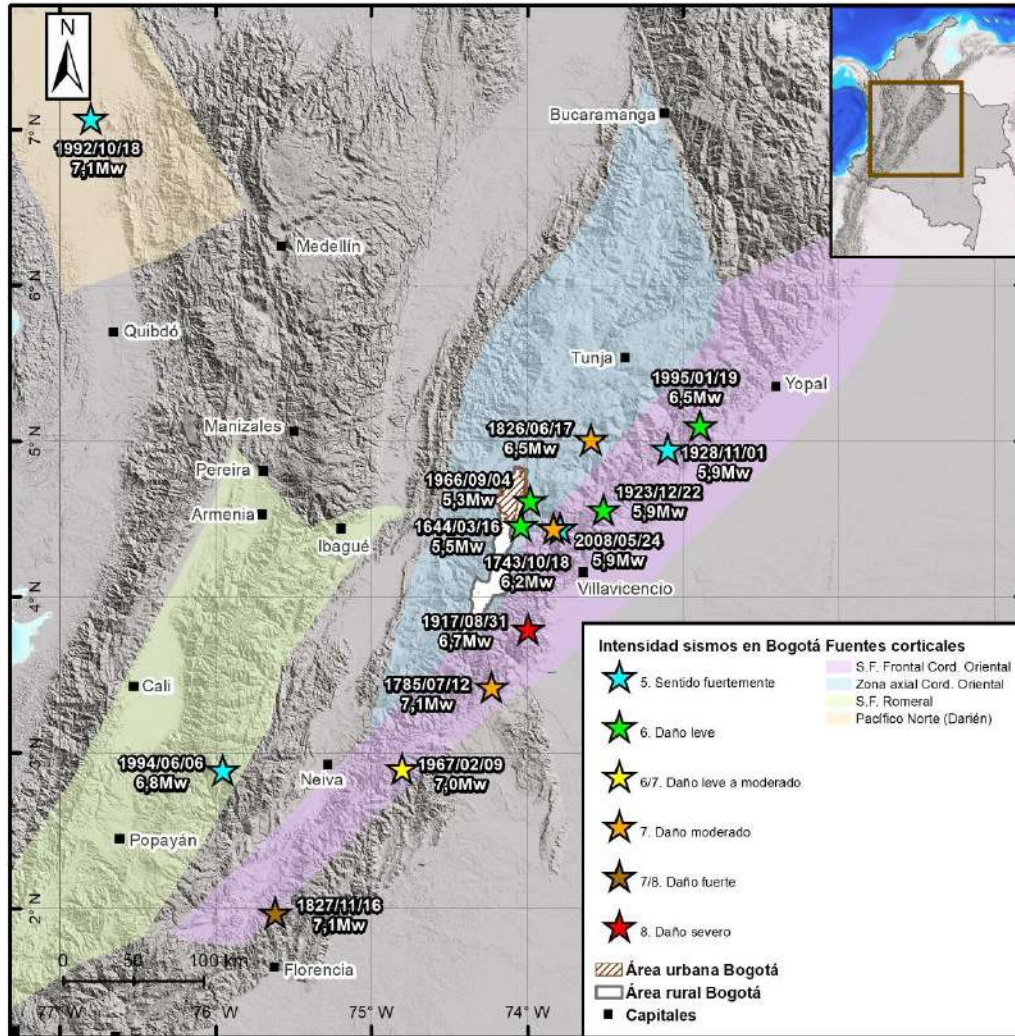 N
Bucaramanga
7° N
1992/10/18
7,1Mw
Medellín
6° N
Quibdó
Tunja
1995/01/19
6,5Mw
Yopal
1826/06/17
6,5Mw
1928/11/01
5,9Mw
Manizales
5° N
Pereira
1966/09/04
5,3Mw
1923/12/22
5,9Mw
Armenia
Ibagué
1644/03/16
5,5Mw
2008/05/24
5,9Mw
1743/10/18
6,2Mw
Villavicencio
4° N
1917/08/31
6,7Mw
Cali
1785/07/12
7,1Mw
3° N
1994/06/06
6,8Mw
Neiva
1967/02/09
7,0Mw
Popayán
2° N
1827/11/16
7,1Mw
Florencia
0 50 100 km
77° W 76° W 75° W 74° W
Intensidad sismos en Bogotá
5. Sentido fuertemente
6. Daño leve
6/7. Daño leve a moderado
7. Daño moderado
7/8. Daño fuerte
8. Daño severo
Área urbana Bogotá
Área rural Bogotá
Capitales
Fuentes corticales
S.F. Frontal Cord. Oriental
Zona axial Cord. Oriental
S.F. Romeral
Pacífico Norte (Darién)